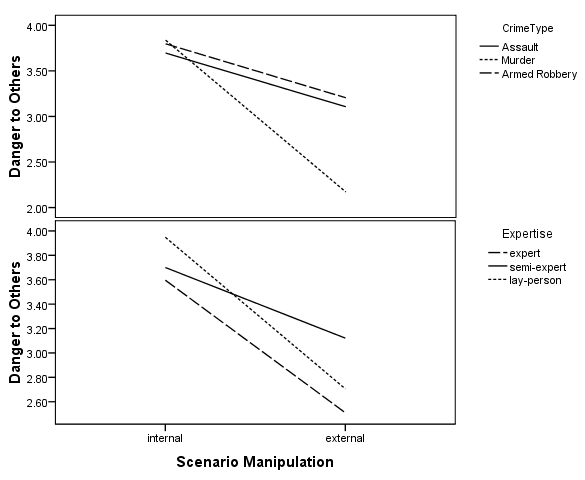 4.00
3.50
3.00
2.50
2.00
Danger to Others
CrimeType
Assault
Murder
Armed Robbery
4.00
3.80
3.60
3.40
3.20
3.00
2.80
2.60
Danger to Others
Expertise
expert
semi-expert
lay-person
internal
external
Scenario Manipulation